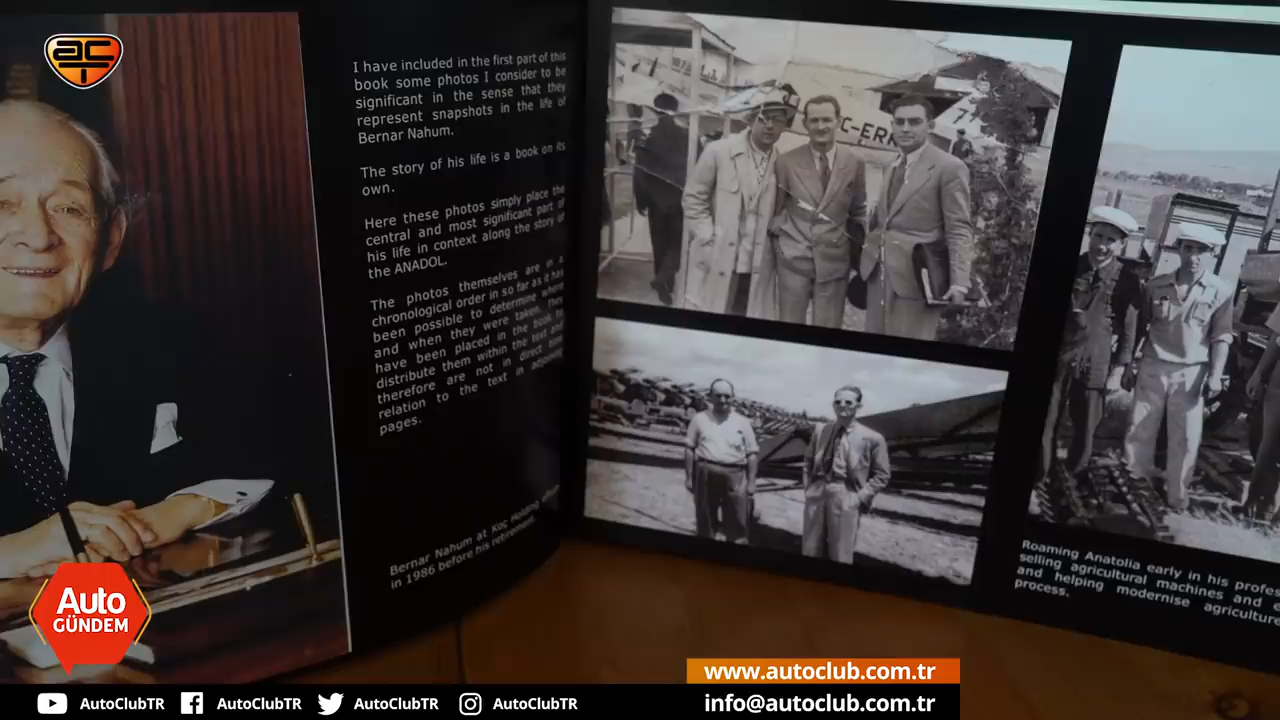 I have included in the first part of this
book some photos I consider to be
significant in the sense that they
represent snapshots in the life of
Bernar Nahum.
The story of his life is a book on its
own.
Here these photos simply place the
central and most significant part of
his life in context along the story of
the ANADOL.
The photos themselves are in a
chronological order in so far as it has
been possible to determine where
and when they were taken. They
have been placed in the book to
distribute them within the text and
therefore are not in direct time
relation to the text in adjoining
pages.
Bernar Nahum at Koç Holding office
in 1986 before his retirement.
C-ERK
Roaming Anatolia early in his profes
selling agricultural machines and
and helping modernise agriculture
process.
Auto
GÜNDEM
www.autoclub.com.tr
AutoClubTR
AutoClubTR
AutoClubTR
AutoClubTR
info@autoclub.com.tr